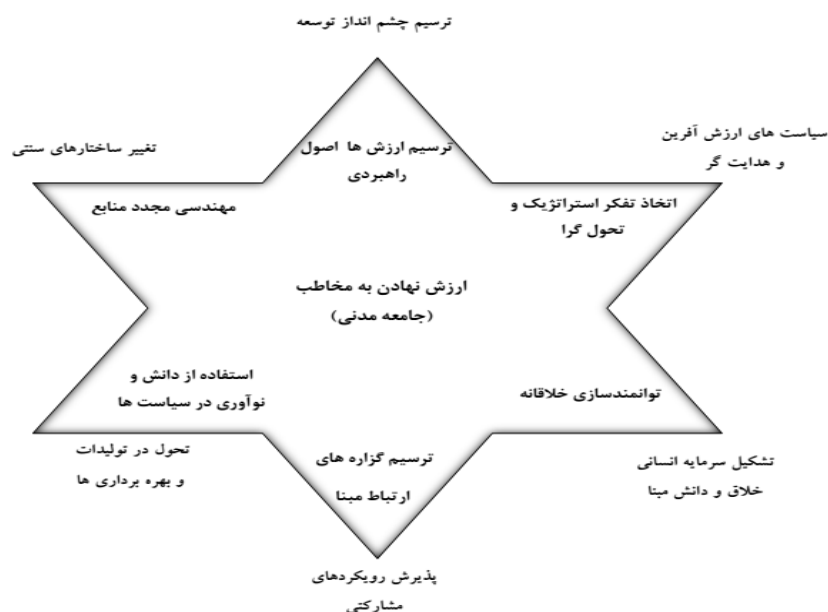 ترسیم چشم انداز توسعه
سیاست های ارزش آفرین
و هدایت گر
تغییر ساختارهای سنتی
ترسیم ارزش ها اصول
راهبردی
اتخاذ تفکر استراتژیک و
تحول گرا
مهندسی مجدد منابع
ارزش نهادن به مخاطب
(جامعه مدنی)
توانمندسازی خلاقانه
استفاده از دانش و
نوآوری در سیاست ها
ترسیم گزاره های
ارتباط مبنا
تشکیل سرمایه انسانی
خلاق و دانش مبنا
تحول در تولیدات
و بهره برداری ها
پذیرش رویکردهای
مشارکتی